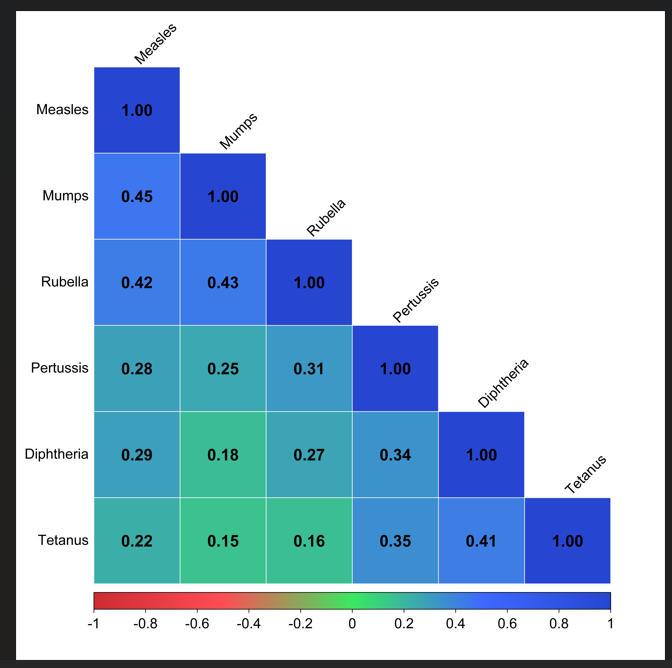 Measles
Measles 1.00
Mumps
Mumps 0.45 1.00
Rubella
Rubella 0.42 0.43 1.00
Pertussis
Pertussis 0.28 0.25 0.31 1.00
Diphtheria
Diphtheria 0.29 0.18 0.27 0.34 1.00
Tetanus
Tetanus 0.22 0.15 0.16 0.35 0.41 1.00
-1 -0.8 -0.6 -0.4 -0.2 0 0.2 0.4 0.6 0.8 1